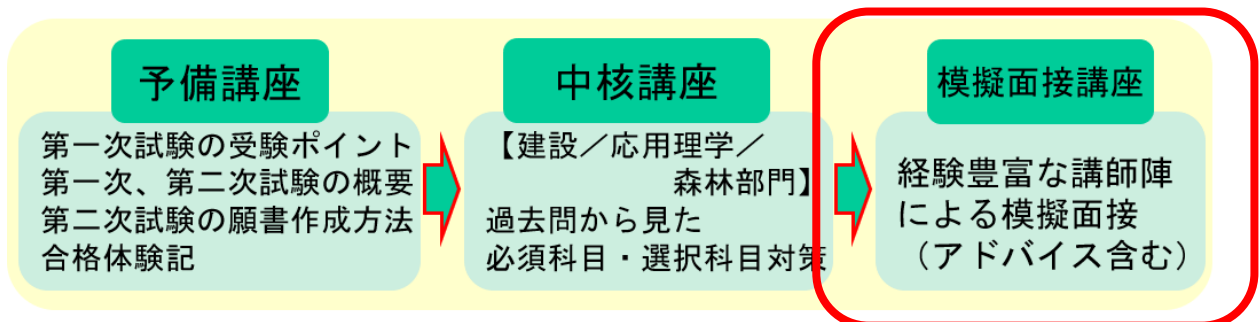 予備講座
第一次試験の受験ポイント
第一次、第二次試験の概要
第二次試験の願書作成方法
合格体験記
中核講座
【建設／応用理学／
森林部門】
過去問から見た
必須科目・選択科目対策
模擬面接講座
経験豊富な講師陣
による模擬面接
（アドバイス含む）